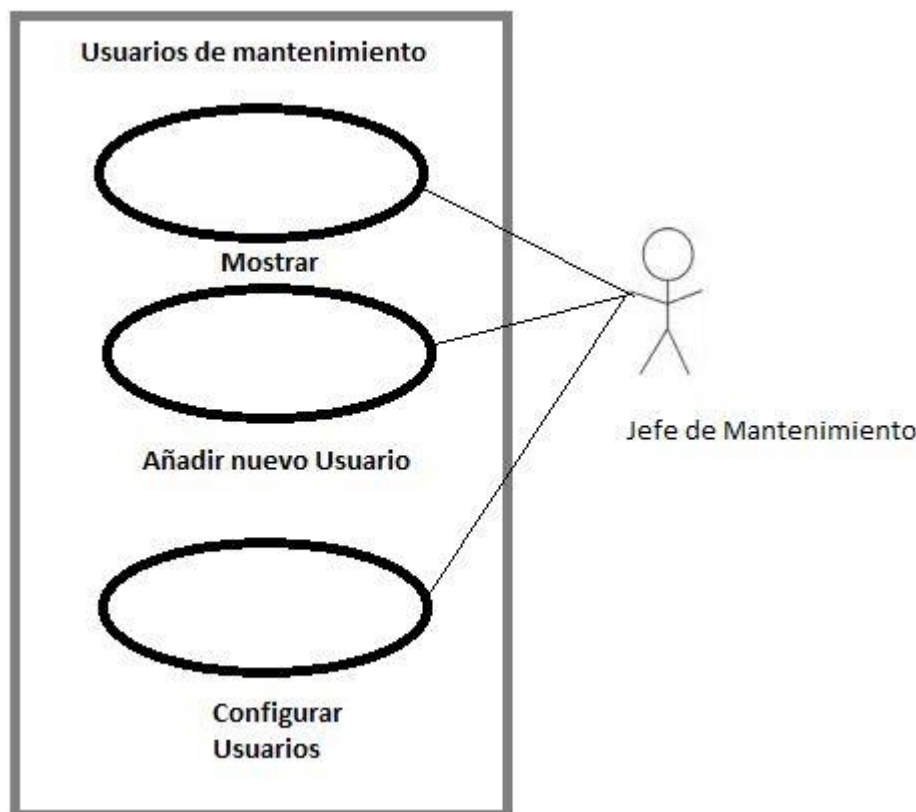 Usuarios de mantenimiento
Mostrar
Añadir nuevo Usuario
Jefe de Mantenimiento
Configurar
Usuarios